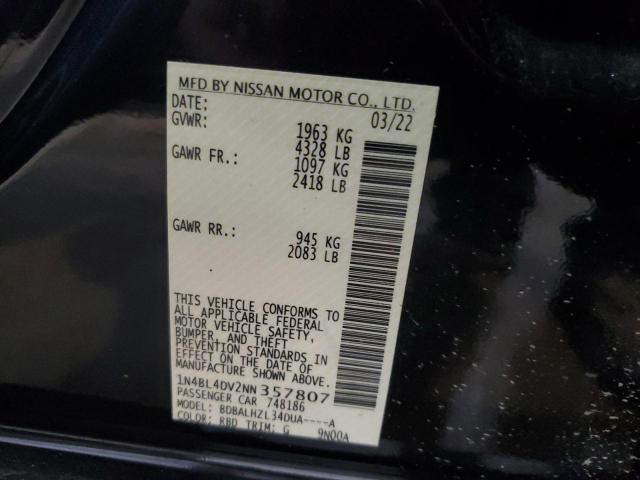 MFD BY NISSAN MOTOR CO., LTD.
DATE: 03/22
GVWR: 1963 KG
4328 LB
GAWR FR.: 1097 KG
2418 LB
GAWR RR.: 945 KG
2083 LB
THIS VEHICLE CONFORMS TO
ALL APPLICABLE FEDERAL
MOTOR VEHICLE SAFETY,
BUMPER, AND THEFT
PREVENTION STANDARDS IN
EFFECT ON THE DATE OF
MANUFACTURE SHOWN ABOVE.
1N4BL4DV2NN357807
PASSENGER CAR 748186
MODEL: BDBALHZL34DUA----A
COLOR: RBD TRIM: G 9N00A